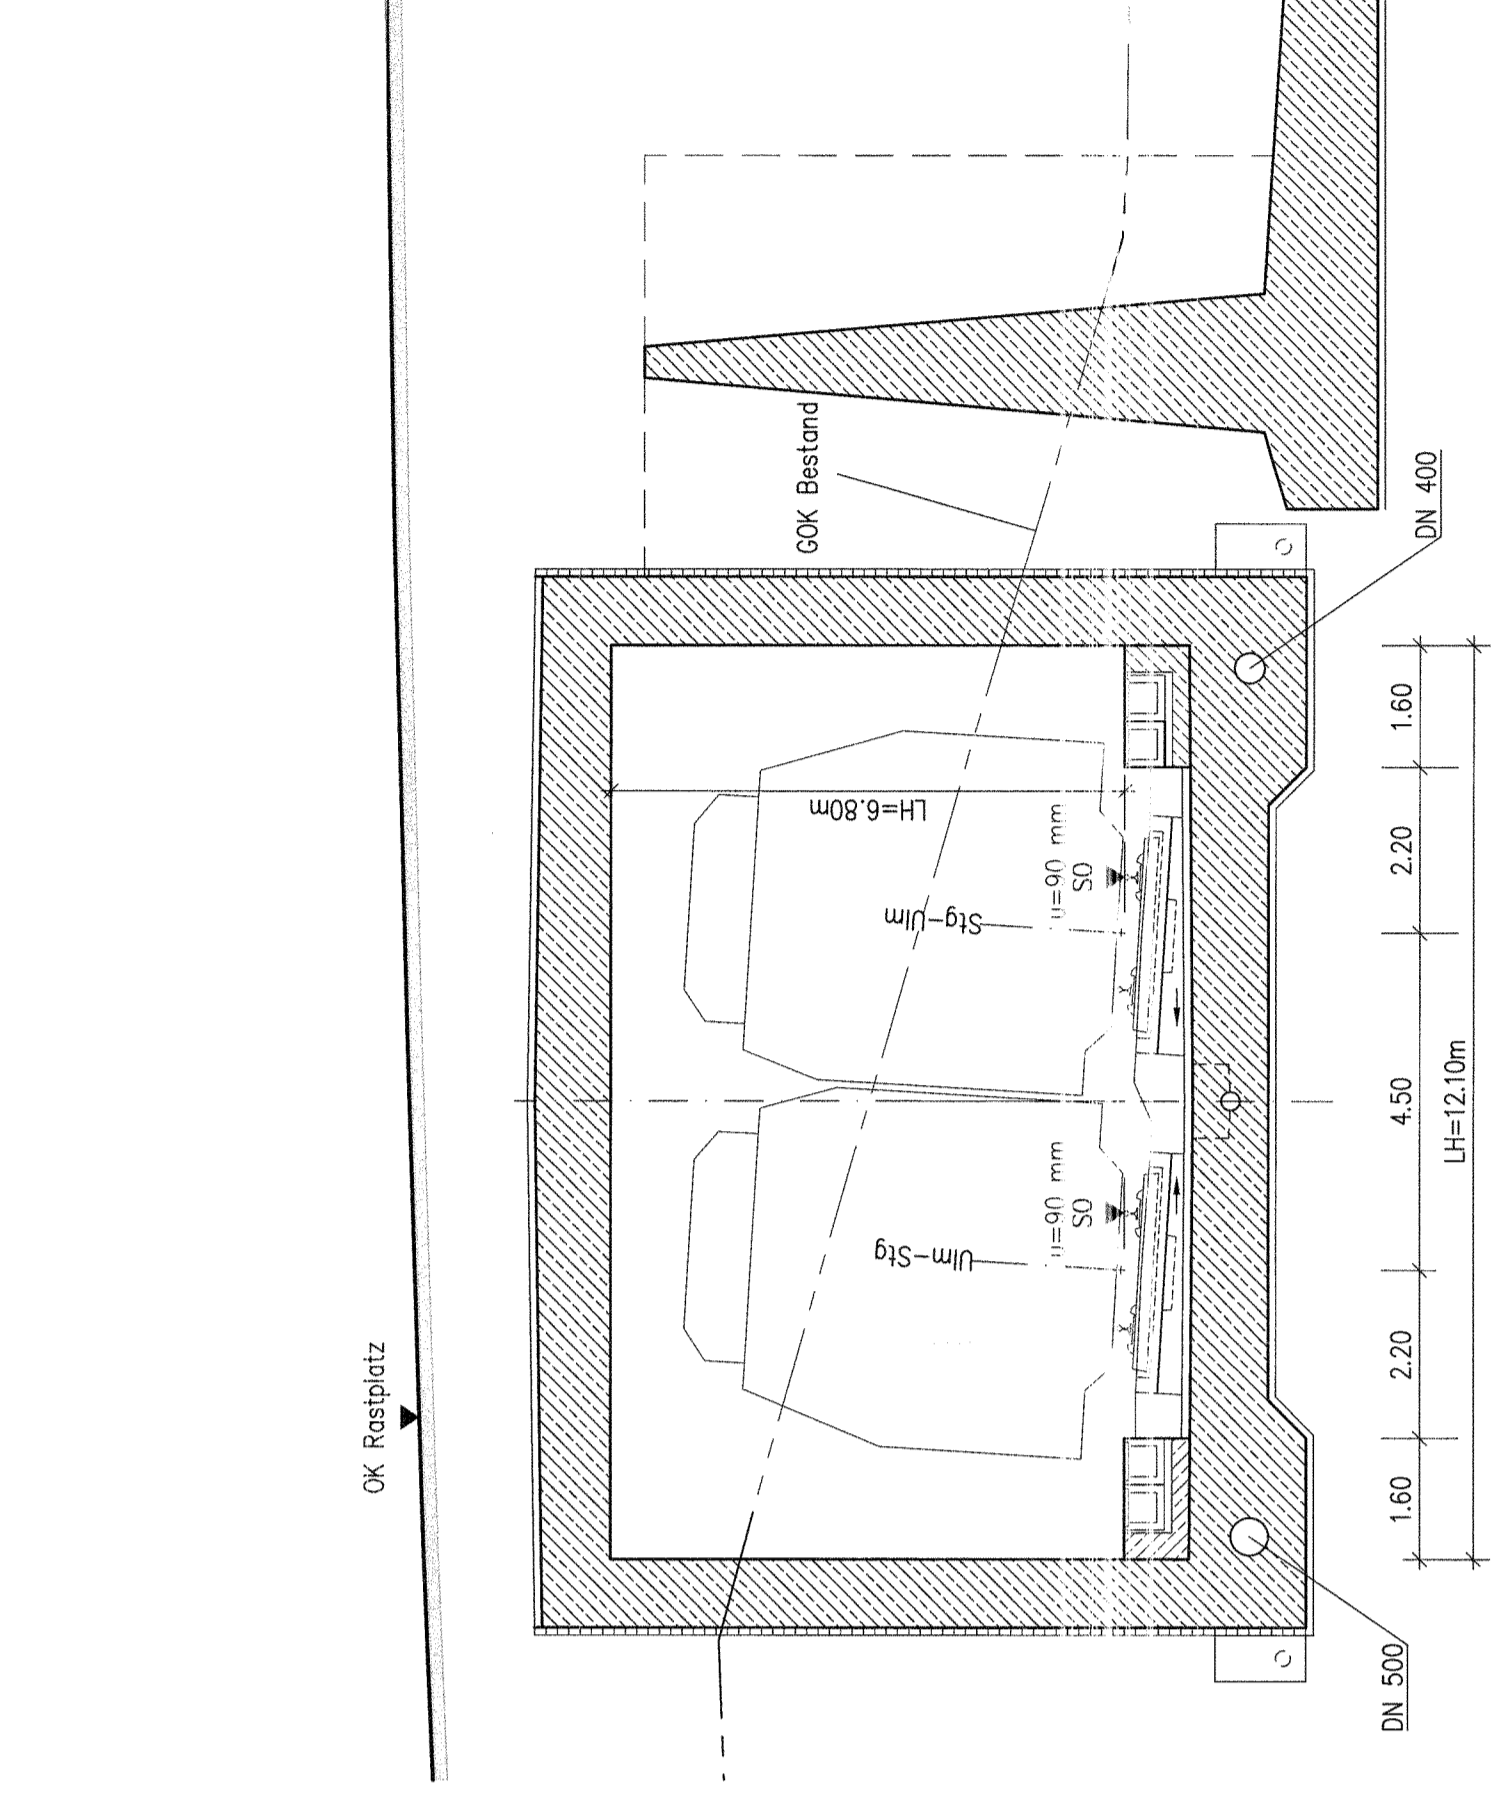 OK Rastplatz
GOK Bestand
LH=6.80m
Stg-Ulm
ü=90 mm
SO
Ulm-Stg
ü=90 mm
SO
DN 500
DN 400
1.60
2.20
4.50
2.20
1.60
LH=12.10m